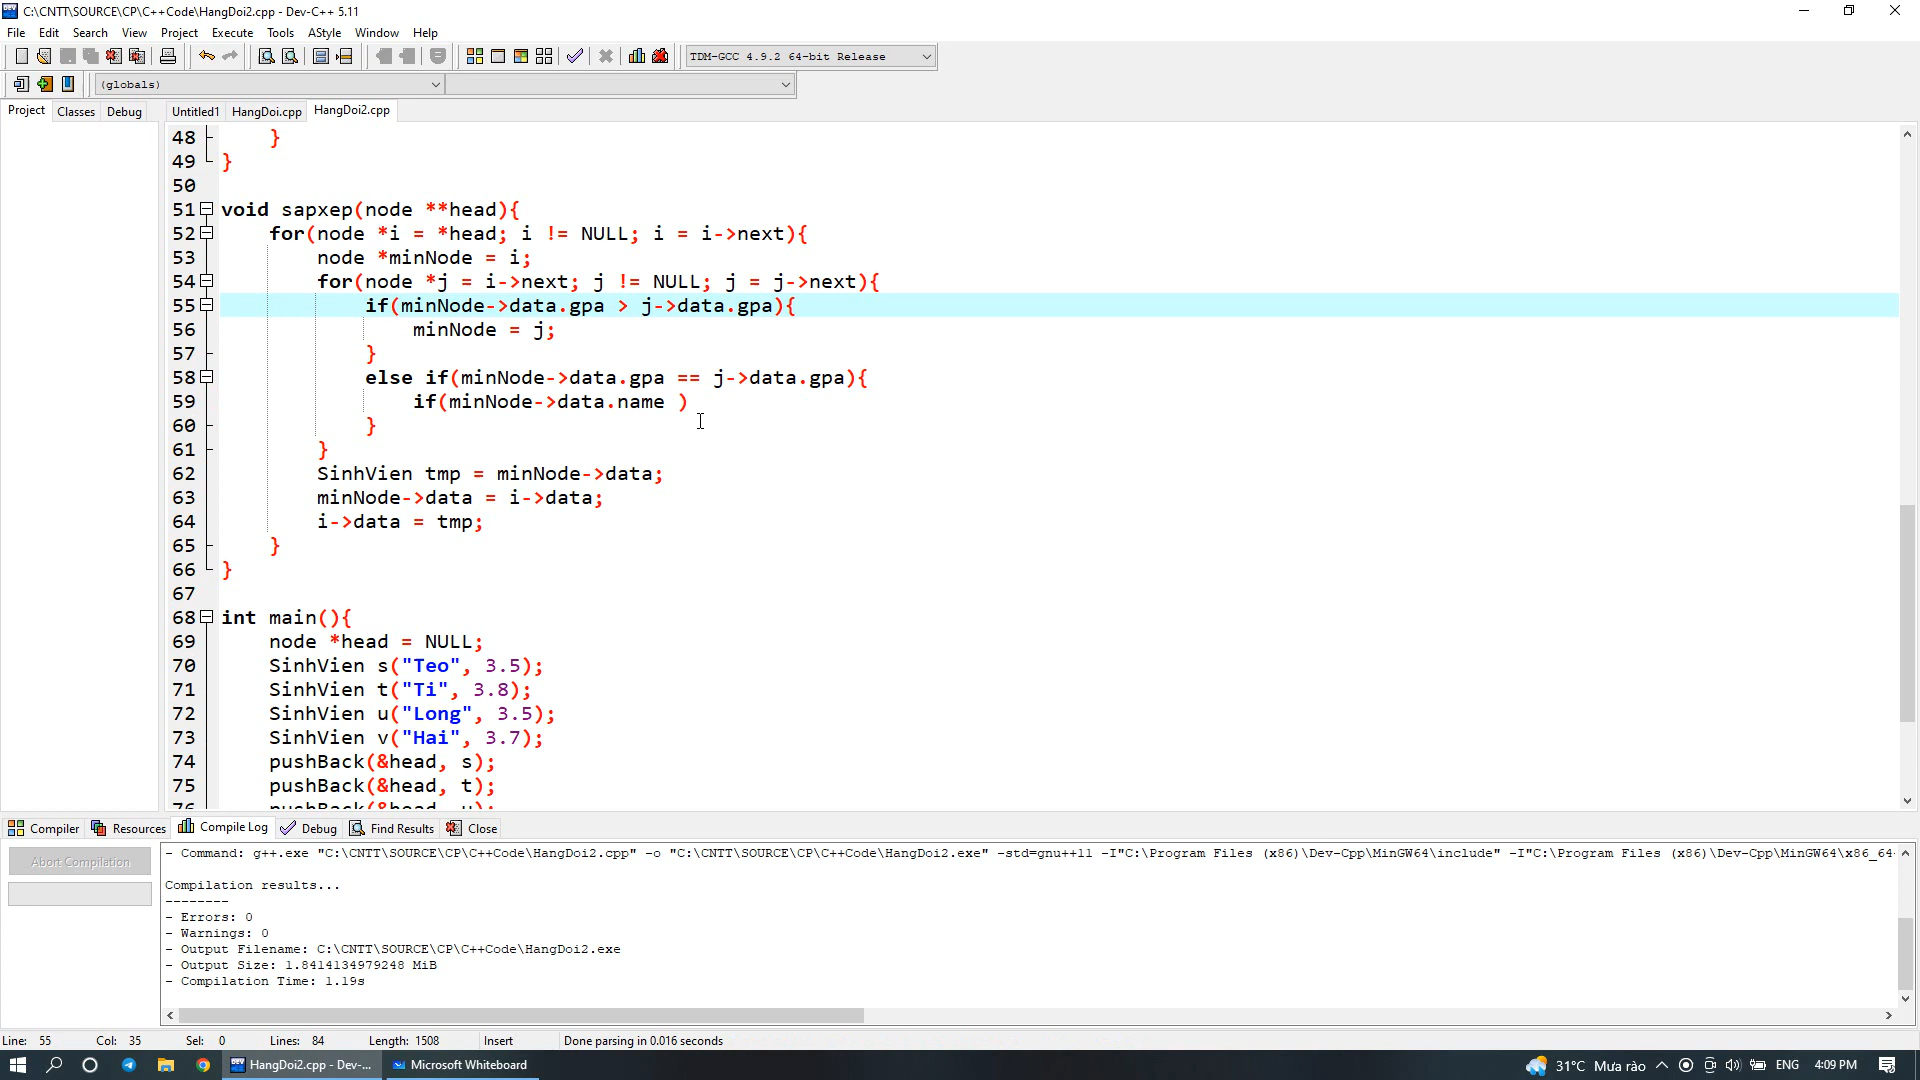 C:\CNTT\SOURCE\CP\C++Code\HangDoi2.cpp - Dev-C++ 5.11
File Edit Search View Project Execute Tools AStyle Window Help
TDM-GCC 4.9.2 64-bit Release
(globals)
Project Classes Debug Untitled1 HangDoi.cpp HangDoi2.cpp
48 }
49 }
50
51 void sapxep(node **head){
52 for(node *i = *head; i != NULL; i = i->next){
53 node *minNode = i;
54 for(node *j = i->next; j != NULL; j = j->next){
55 if(minNode->data.gpa > j->data.gpa){
56 minNode = j;
57 }
58 else if(minNode->data.gpa == j->data.gpa){
59 if(minNode->data.name )
60 }
61 }
62 SinhVien tmp = minNode->data;
63 minNode->data = i->data;
64 i->data = tmp;
65 }
66 }
67
68 int main(){
69 node *head = NULL;
70 SinhVien s("Teo", 3.5);
71 SinhVien t("Ti", 3.8);
72 SinhVien u("Long", 3.5);
73 SinhVien v("Hai", 3.7);
74 pushBack(&head, s);
75 pushBack(&head, t);
76 pushBack(&head, u);
Compiler Resources Compile Log Debug Find Results Close
Abort Compilation
- Command: g++.exe "C:\CNTT\SOURCE\CP\C++Code\HangDoi2.cpp" -o "C:\CNTT\SOURCE\CP\C++Code\HangDoi2.exe" -std=gnu++11 -I"C:\Program Files (x86)\Dev-Cpp\MinGW64\include" -I"C:\Program Files (x86)\Dev-Cpp\MinGW64\x86_64-
Compilation results...
--------
- Errors: 0
- Warnings: 0
- Output Filename: C:\CNTT\SOURCE\CP\C++Code\HangDoi2.exe
- Output Size: 1.8414134979248 MiB
- Compilation Time: 1.19s
Line: 55 Col: 35 Sel: 0 Lines: 84 Length: 1508 Insert Done parsing in 0.016 seconds
HangDoi2.cpp - Dev-... Microsoft Whiteboard 31°C Mưa rào ENG 4:09 PM